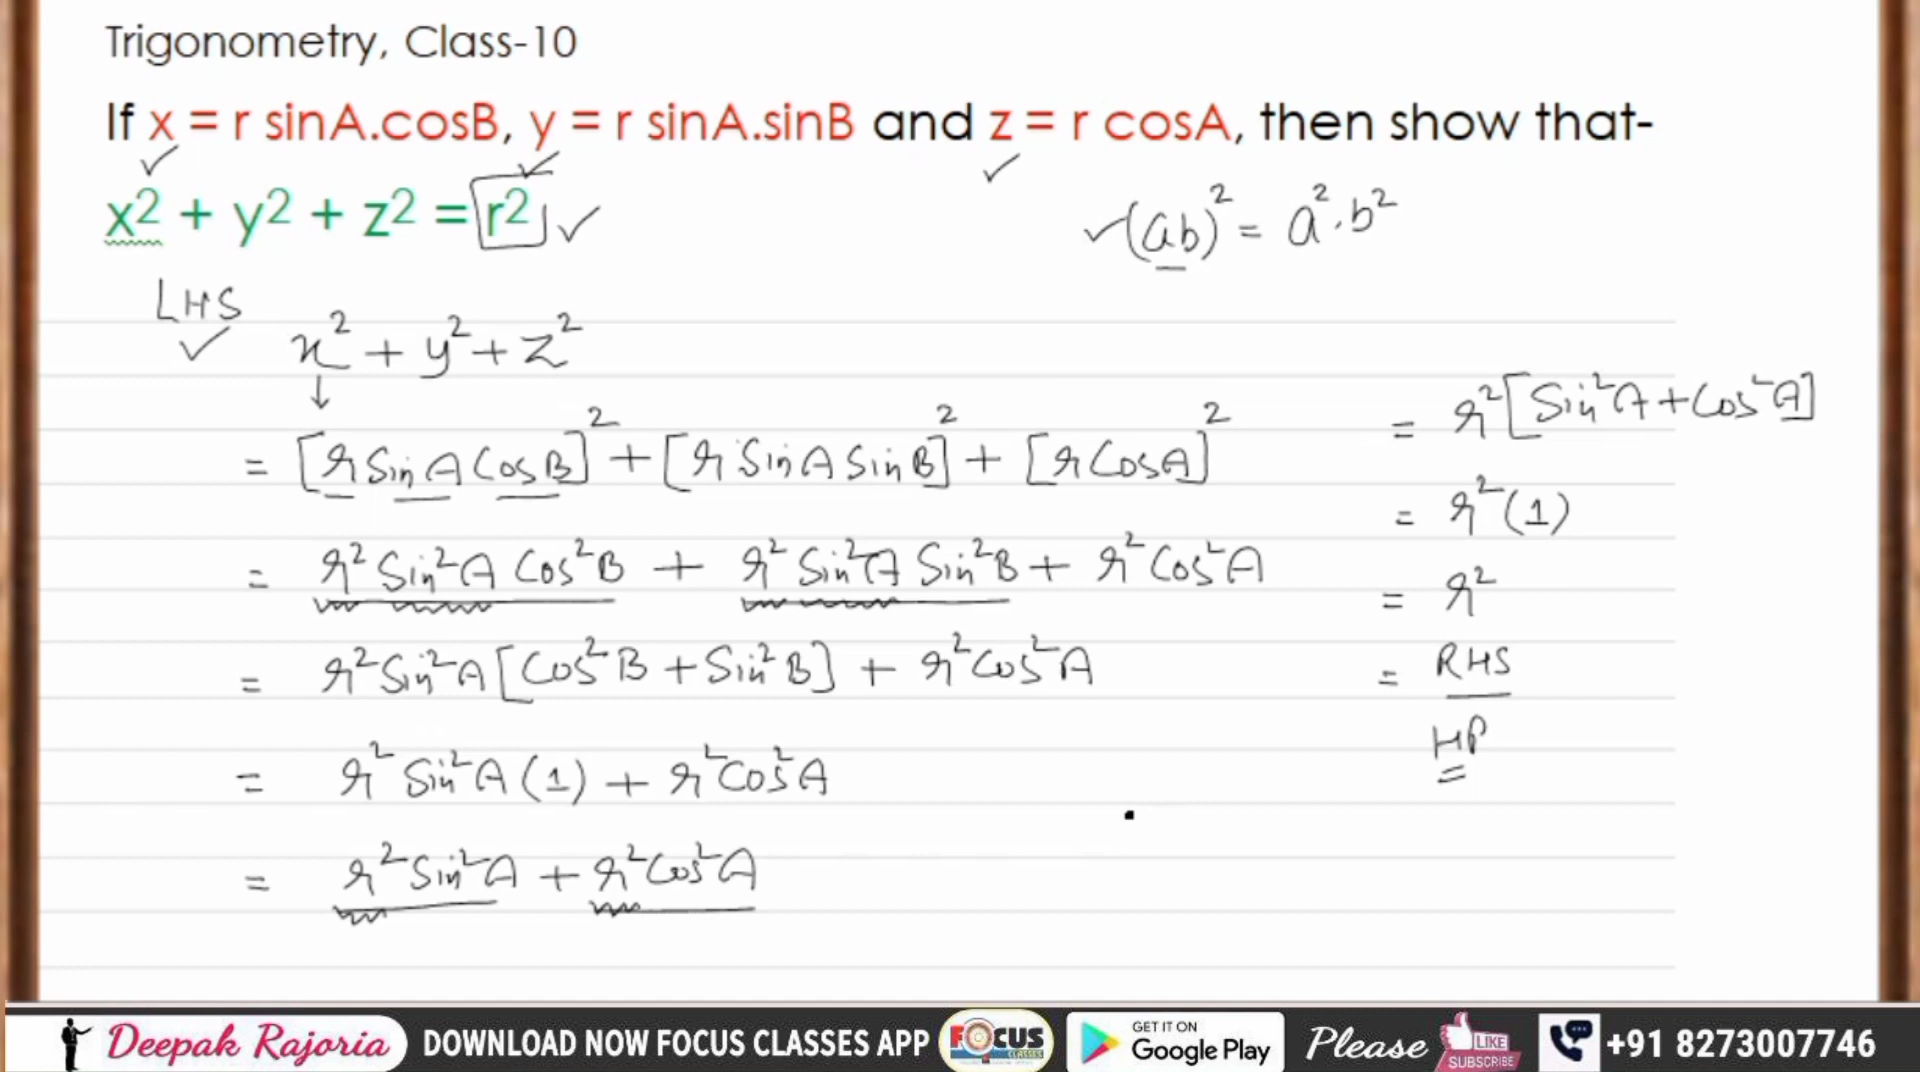 Trigonometry, Class-10
If x = r sinA.cosB, y = r sinA.sinB and z = r cosA, then show that-
x2 + y2 + z2 = r2
(ab)² = a².b²
LHS
x² + y² + z²
= [r Sin A Cos B]² + [r Sin A Sin B]² + [r Cos A]²
= r² Sin²A Cos²B + r² Sin²A Sin²B + r² Cos²A
= r² Sin²A [Cos²B + Sin²B] + r² Cos²A
= r² Sin²A (1) + r² Cos²A
= r² Sin²A + r² Cos²A
= r² [Sin²A + Cos²A]
= r² (1)
= r²
= RHS
HP
Deepak Rajoria DOWNLOAD NOW FOCUS CLASSES APP FOCUS CLASSES GET IT ON Google Play Please LIKE SUBSCRIBE +91 8273007746